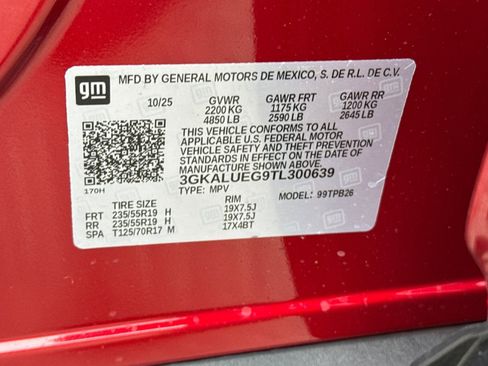 gm MFD BY GENERAL MOTORS DE MEXICO, S. DE R.L. DE C.V.
10/25 GVWR GAWR FRT GAWR RR
2200 KG 1175 KG 1200 KG
4850 LB 2590 LB 2645 LB
THIS VEHICLE CONFORMS TO ALL
APPLICABLE U.S. FEDERAL MOTOR
VEHICLE SAFETY AND THEFT PREVENTION
STANDARDS IN EFFECT ON THE DATE OF
MANUFACTURE SHOWN ABOVE.
3GKALUEG9TL300639
170H TYPE: MPV MODEL: 99TPB26
TIRE SIZE RIM
FRT 235/55R19 H 19X7.5J
RR 235/55R19 H 19X7.5J
SPA T125/70R17 M 17X4BT